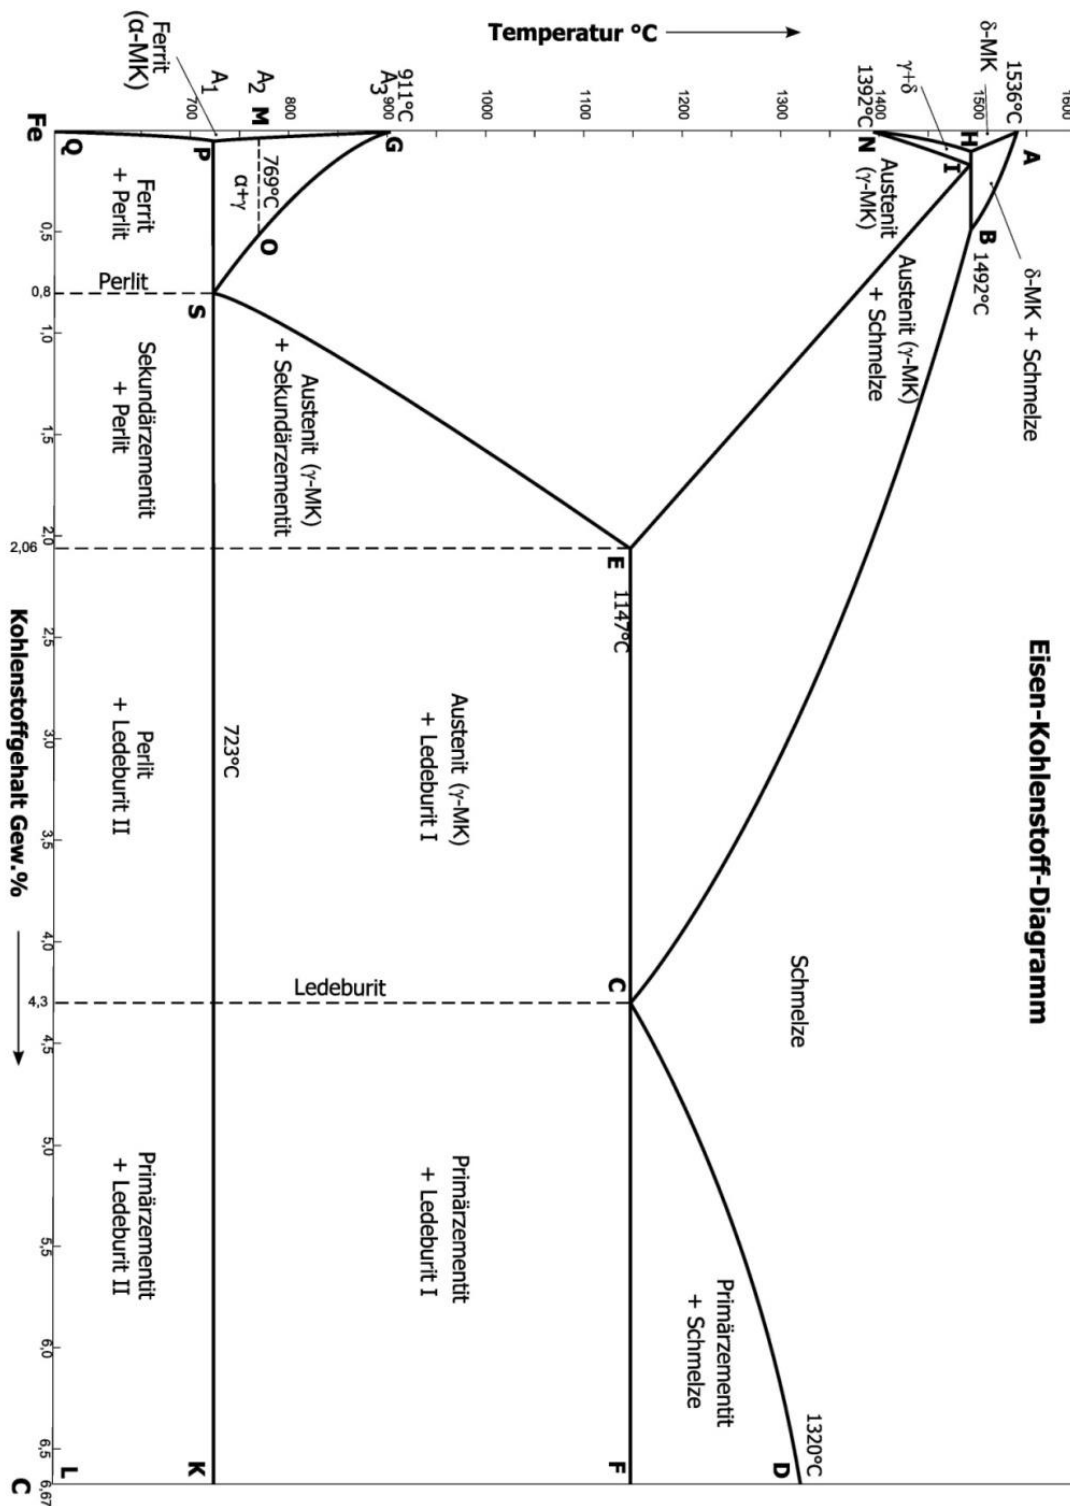 Eisen-Kohlenstoff-Diagramm
Temperatur °C
1600
1500
1400
1300
1200
1100
1000
900
800
700
1536°C
A
δ-MK
H
γ+δ
I
B
1492°C
δ-MK + Schmelze
1392°C
N
Austenit
(γ-MK)
Austenit (γ-MK)
+ Schmelze
Schmelze
1320°C
D
Primärzementit
+ Schmelze
E
1147°C
C
F
911°C
A3
G
A2
M
769°C
α+γ
O
A1
Ferrit
(α-MK)
P
S
723°C
K
Austenit (γ-MK)
+ Sekundärzementit
Austenit (γ-MK)
+ Ledeburit I
Ledeburit
Primärzementit
+ Ledeburit I
Ferrit
+ Perlit
Perlit
Sekundärzementit
+ Perlit
Perlit
+ Ledeburit II
Primärzementit
+ Ledeburit II
Q
L
Fe
0,5
0,8
1,0
1,5
2,0
2,06
2,5
3,0
3,5
4,0
4,3
4,5
5,0
5,5
6,0
6,5
6,67
C
Kohlenstoffgehalt Gew.%